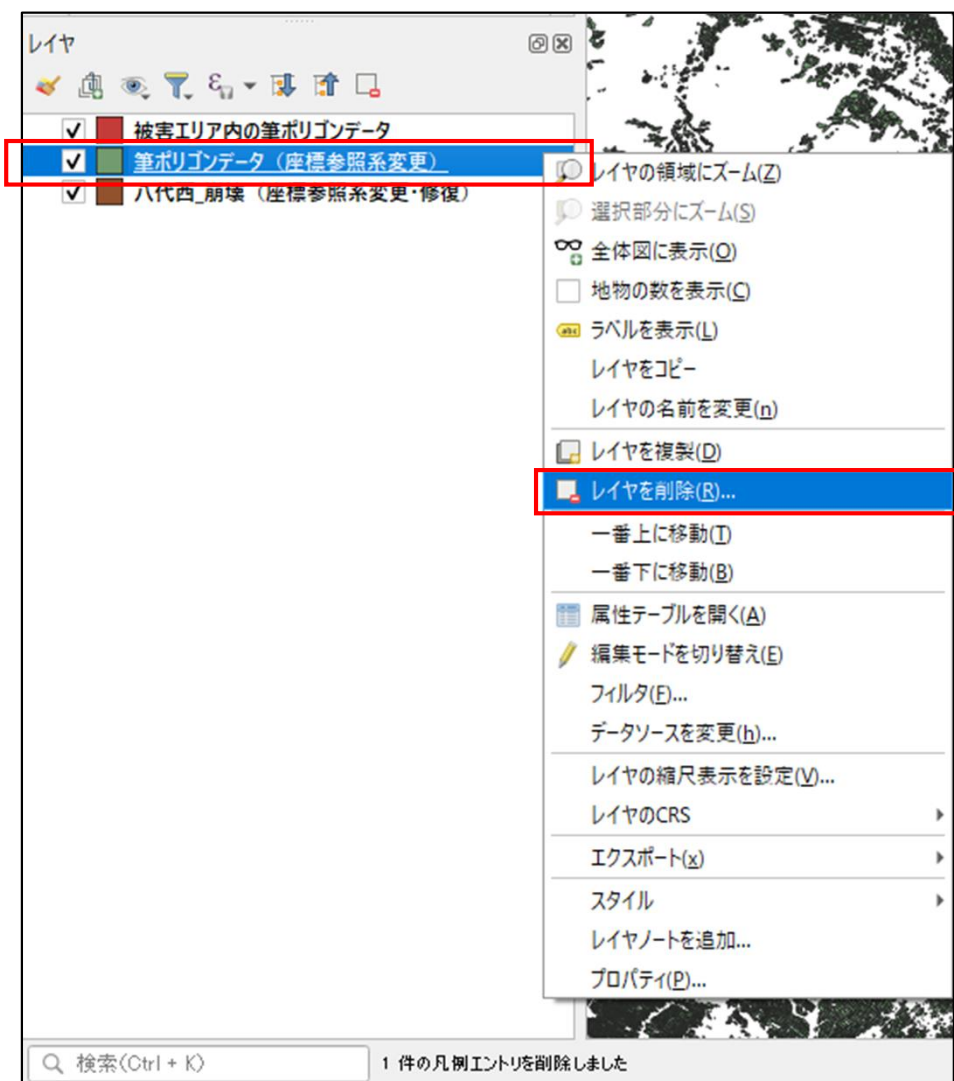 レイヤ
被害エリア内の筆ポリゴンデータ
筆ポリゴンデータ（座標参照系変更）
八代西_崩壊（座標参照系変更・修復）
レイヤの領域にズーム(Z)
選択部分にズーム(S)
全体図に表示(O)
地物の数を表示(C)
abc ラベルを表示(L)
レイヤをコピー
レイヤの名前を変更(n)
レイヤを複製(D)
レイヤを削除(R)...
一番上に移動(T)
一番下に移動(B)
属性テーブルを開く(A)
編集モードを切り替え(E)
フィルタ(F)...
データソースを変更(h)...
レイヤの縮尺表示を設定(V)...
レイヤのCRS
エクスポート(x)
スタイル
レイヤノートを追加...
プロパティ(P)...
検索(Ctrl + K)
1 件の凡例エントリを削除しました